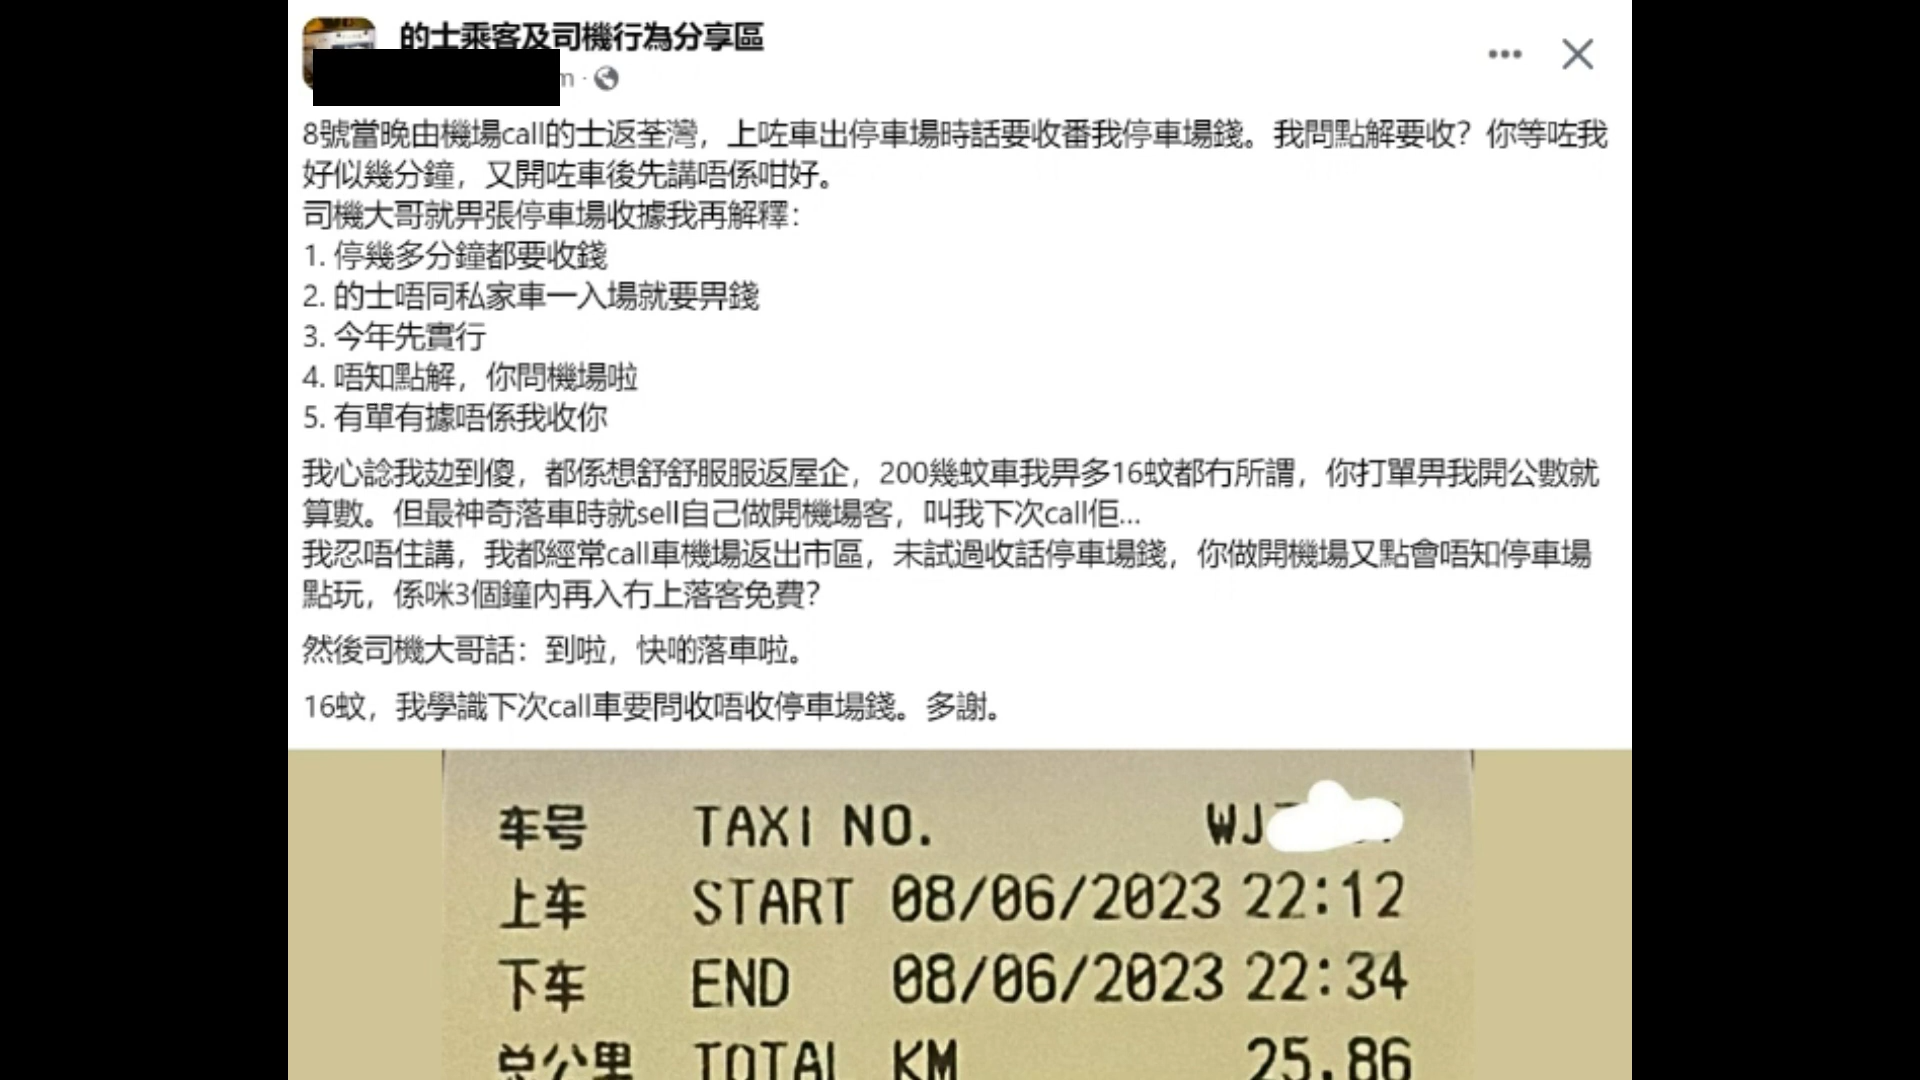 的士乘客及司機行為分享區
m ·
8號當晚由機場call的士返荃灣，上咗車出停車場時話要收番我停車場錢。我問點解要收？你等咗我
好似幾分鐘，又開咗車後先講唔係咁好。
司機大哥就畀張停車場收據我再解釋：
1. 停幾多分鐘都要收錢
2. 的士唔同私家車一入場就要畀錢
3. 今年先實行
4. 唔知點解，你問機場啦
5. 有單有據唔係我收你
我心諗我攰到傻，都係想舒舒服服返屋企，200幾蚊車我畀多16蚊都冇所謂，你打單畀我開公數就
算數。但最神奇落車時就sell自己做開機場客，叫我下次call佢...
我忍唔住講，我都經常call車機場返出市區，未試過收話停車場錢，你做開機場又點會唔知停車場
點玩，係咪3個鐘內再入冇上落客免費？
然後司機大哥話：到啦，快啲落車啦。
16蚊，我學識下次call車要問收唔收停車場錢。多謝。
车号 TAXI NO. WJ
上车 START 08/06/2023 22:12
下车 END 08/06/2023 22:34
总公里 TOTAL KM 25.86